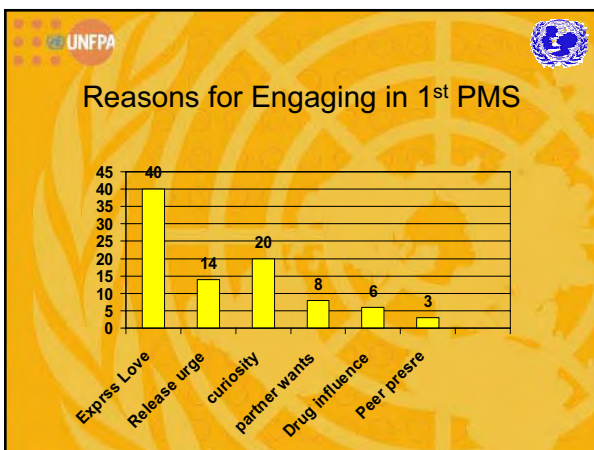 UNFPA
Reasons for Engaging in 1st PMS
45
40
35
30
25
20
15
10
5
0
40
14
20
8
6
3
Exprss Love
Release urge
curiosity
partner wants
Drug influence
Peer presre